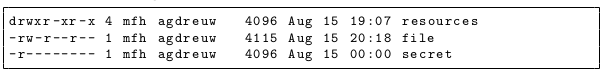 drwxr-xr-x 4 mfh agdreuw   4096 Aug 15 19:07 resources
-rw-r--r-- 1 mfh agdreuw   4115 Aug 15 20:18 file
-r-------- 1 mfh agdreuw   4096 Aug 15 00:00 secret